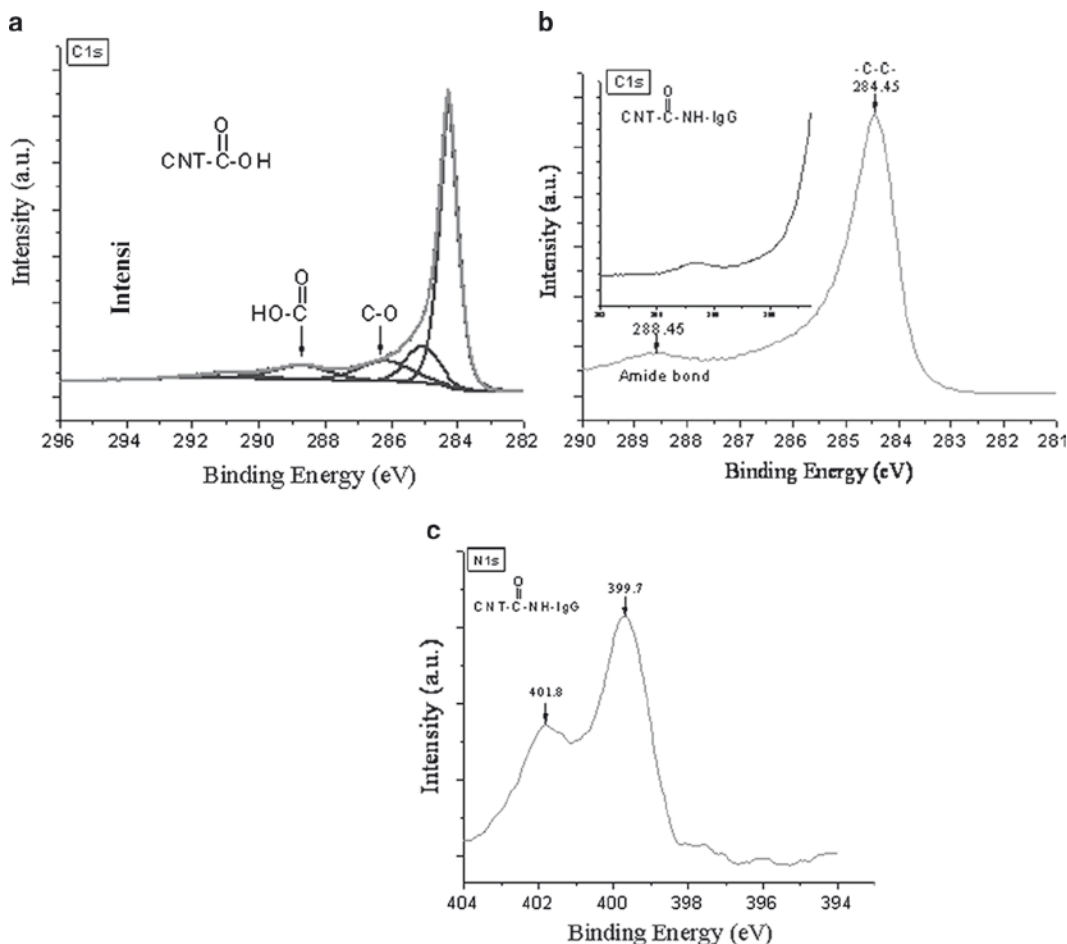 a
C1s
O
CNT-C-OH
Intensi
O
HO-C
C-O
Intensity (a.u.)
296 294 292 290 288 286 284 282
Binding Energy (eV)
b
C1s
O
CNT-C-NH-IgG
-C-C-
284.45
288.45
Amide bond
Intensity (a.u.)
290 289 288 287 286 285 284 283 282 281
Binding Energy (eV)
c
N1s
O
CNT-C-NH-IgG
399.7
401.8
Intensity (a.u.)
404 402 400 398 396 394
Binding Energy (eV)